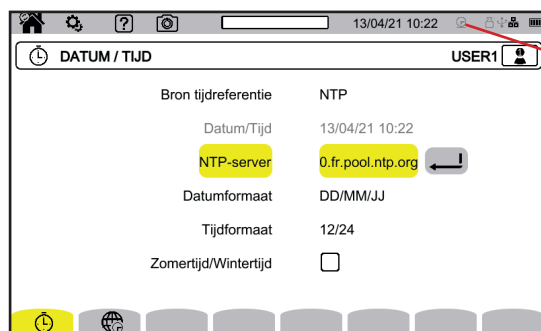 13/04/21 10:22
DATUM / TIJD USER1
Bron tijdreferentie NTP
Datum/Tijd 13/04/21 10:22
NTP-server 0.fr.pool.ntp.org
Datumformaat DD/MM/JJ
Tijdformaat 12/24
Zomertijd/Wintertijd